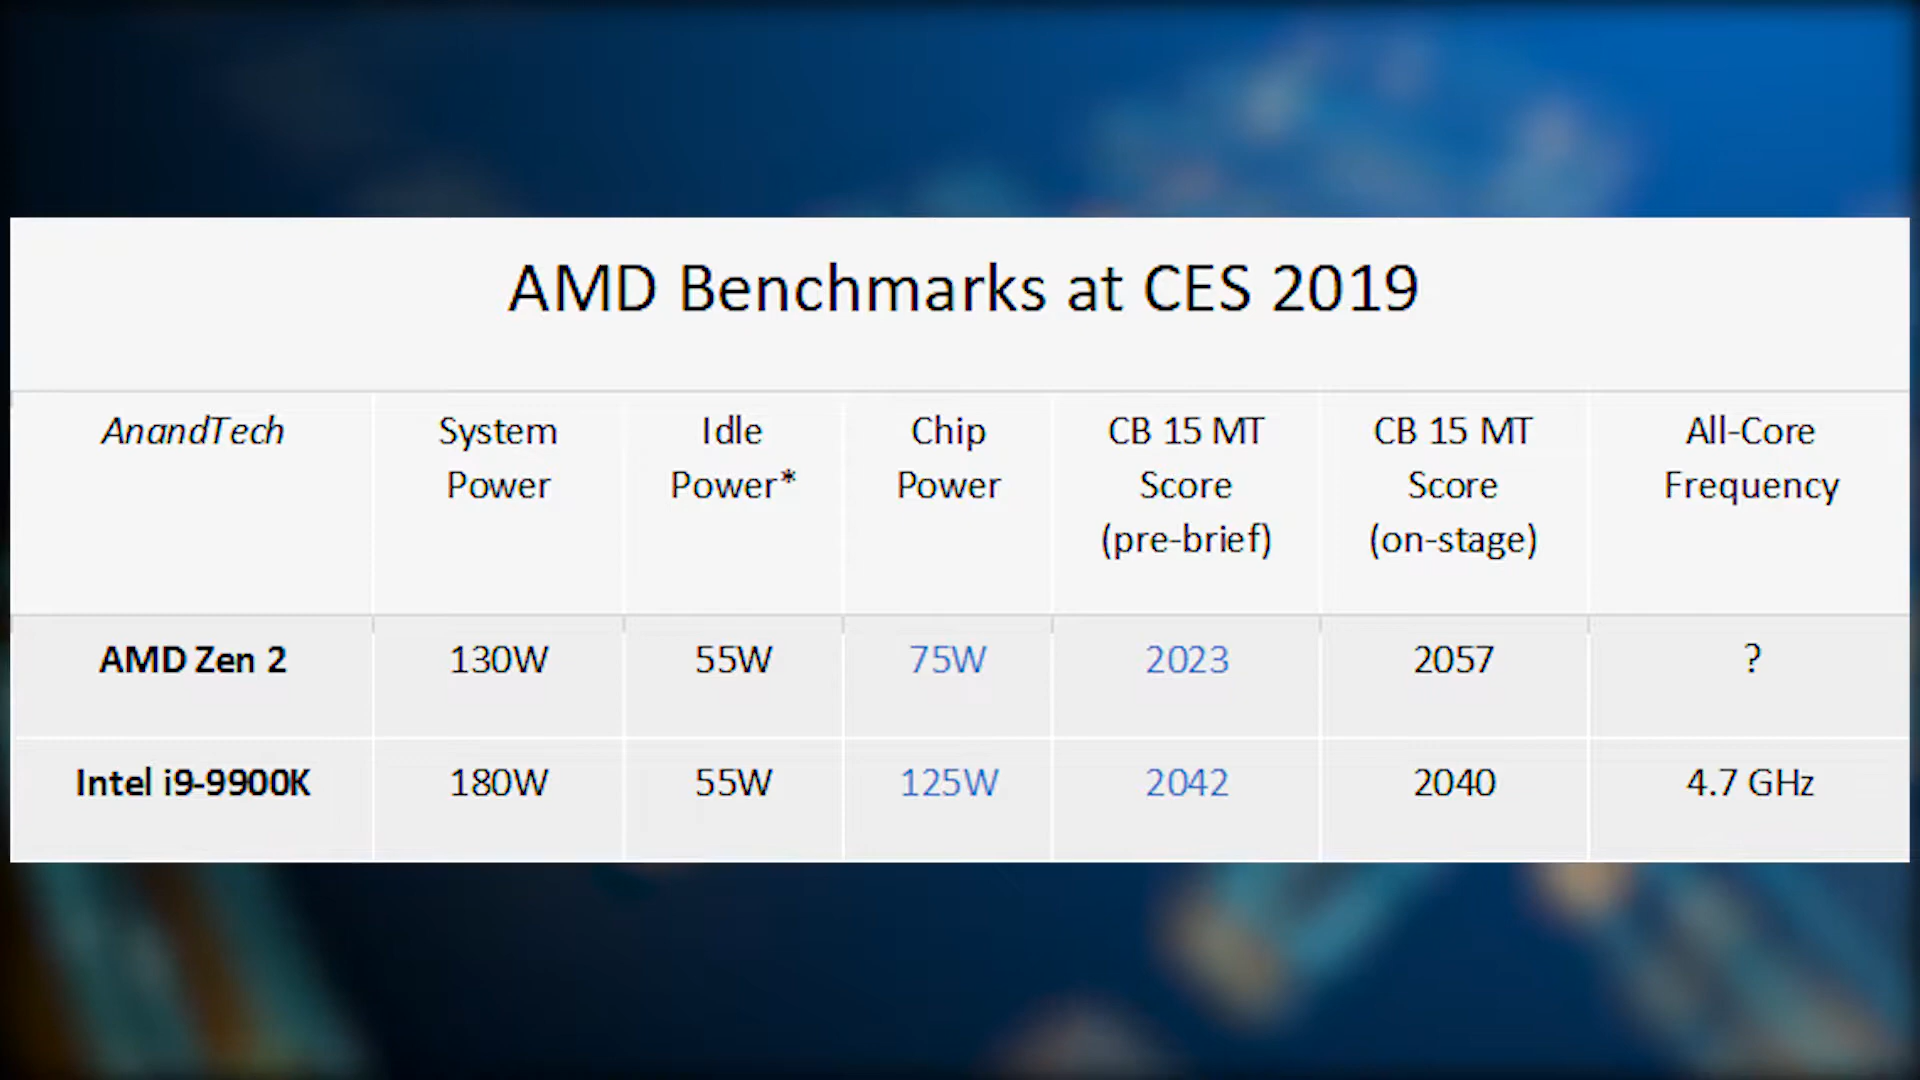 AMD Benchmarks at CES 2019
AnandTech
System
Power
Idle
Power*
Chip
Power
CB 15 MT
Score
(pre-brief)
CB 15 MT
Score
(on-stage)
All-Core
Frequency
AMD Zen 2 130W 55W 75W 2023 2057 ?
Intel i9-9900K 180W 55W 125W 2042 2040 4.7 GHz